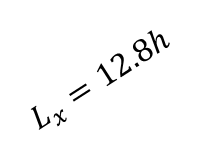 $L_x = 12.8h$